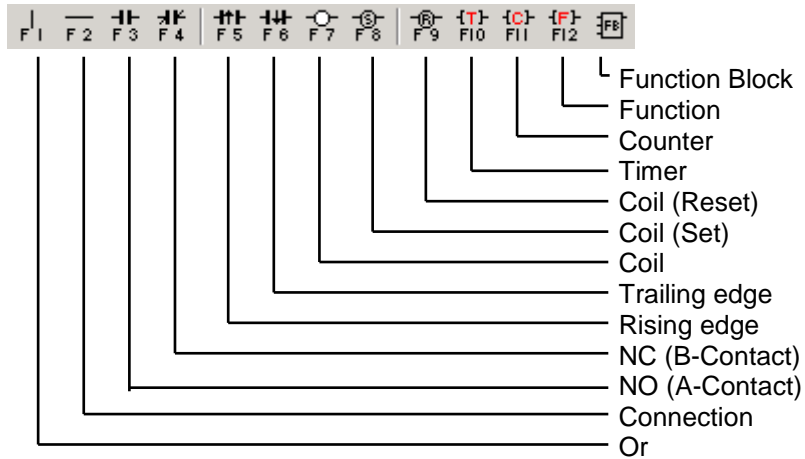 F1 F2 F3 F4 F5 F6 F7 S F8 R F9 T F10 C F11 F F12 FB
Function Block
Function
Counter
Timer
Coil (Reset)
Coil (Set)
Coil
Trailing edge
Rising edge
NC (B-Contact)
NO (A-Contact)
Connection
Or